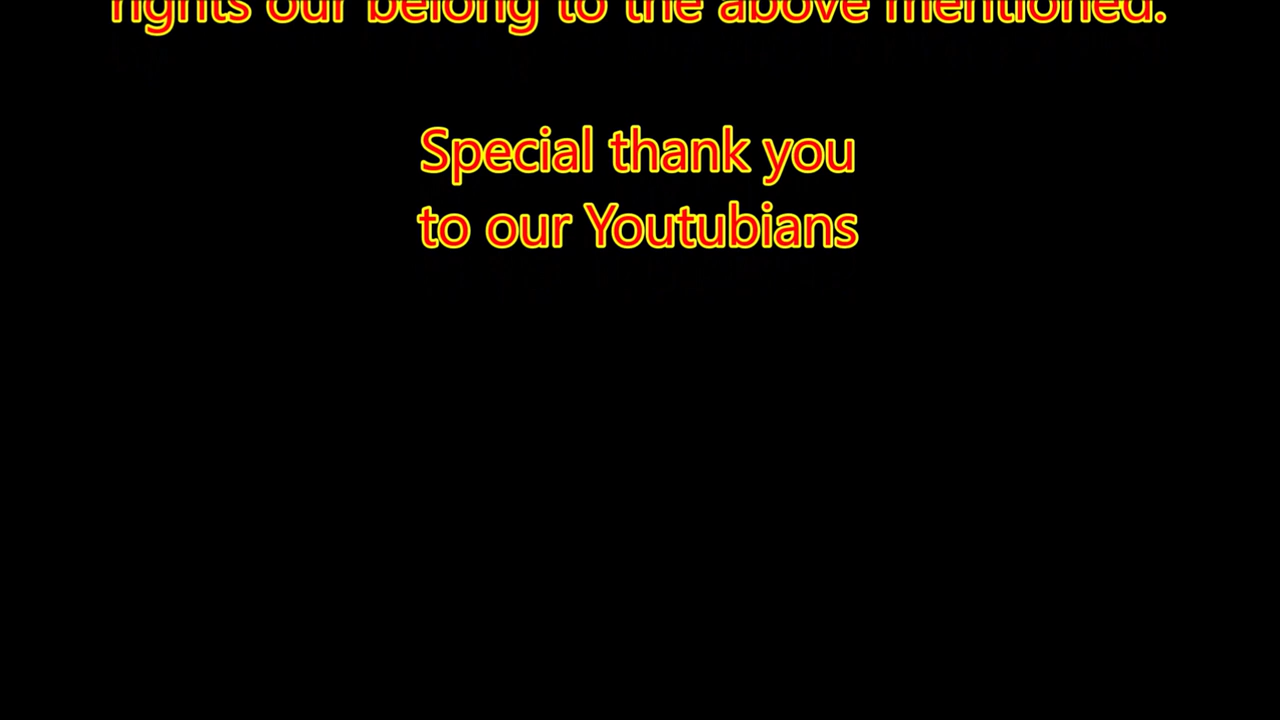 rights our belong to the above mentioned.
Special thank you
to our Youtubians